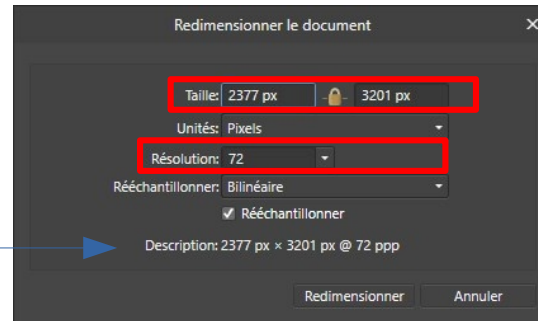 Redimensionner le document
Taille: 2377 px 3201 px
Unités: Pixels
Résolution: 72
Rééchantillonner: Bilinéaire
Rééchantillonner
Description: 2377 px × 3201 px @ 72 ppp
Redimensionner Annuler